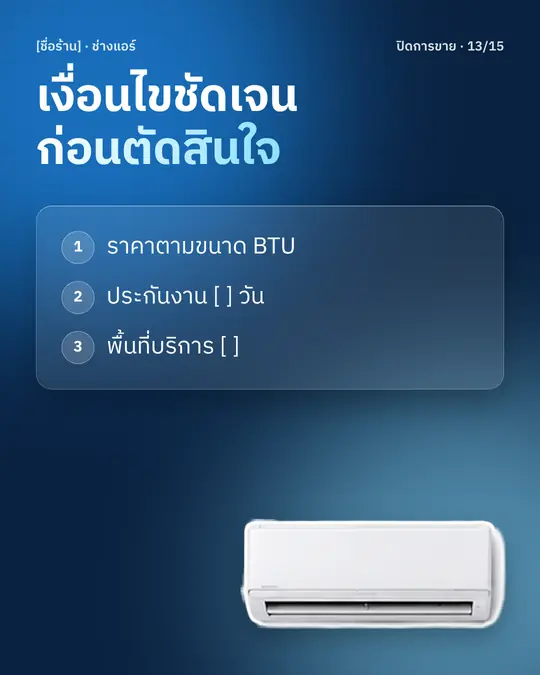 [ชื่อร้าน] · ช่างแอร์
ปิดการขาย · 13/15
เงื่อนไขชัดเจน
ก่อนตัดสินใจ
1 ราคาตามขนาด BTU
2 ประกันงาน [ ] วัน
3 พื้นที่บริการ [ ]